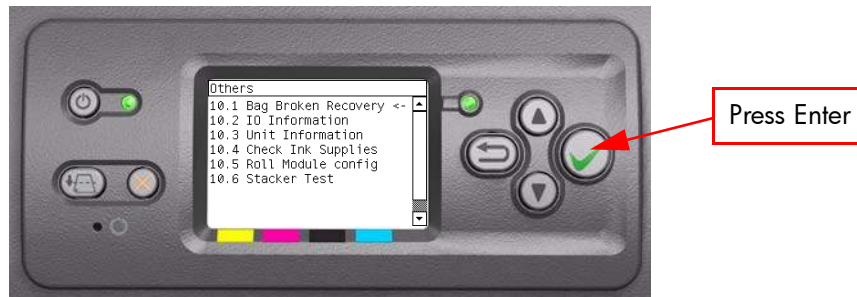 Others
10.1 Bag Broken Recovery <-
10.2 IO Information
10.3 Unit Information
10.4 Check Ink Supplies
10.5 Roll Module config
10.6 Stacker Test
Press Enter